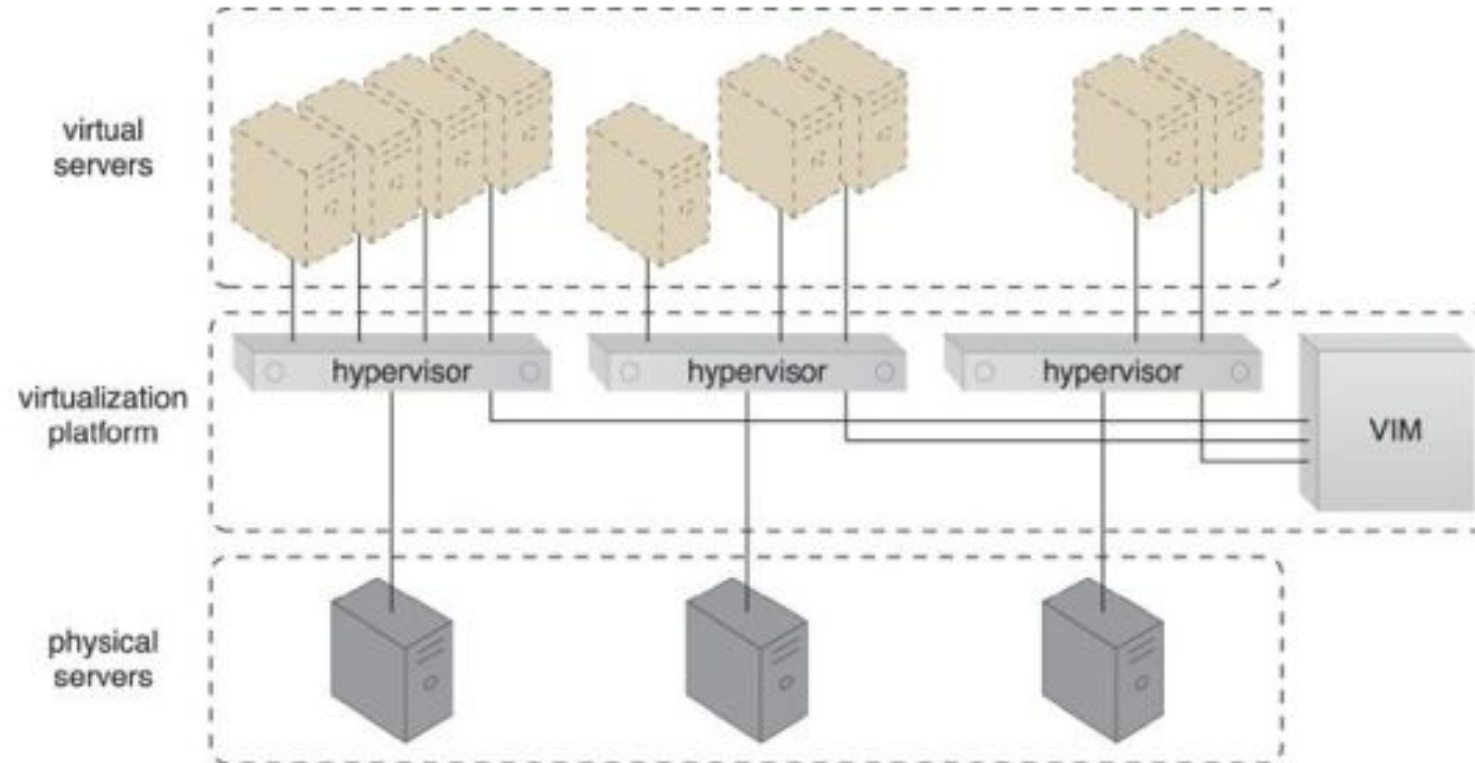 virtual
servers
hypervisor
hypervisor
hypervisor
virtualization
platform
VIM
physical
servers